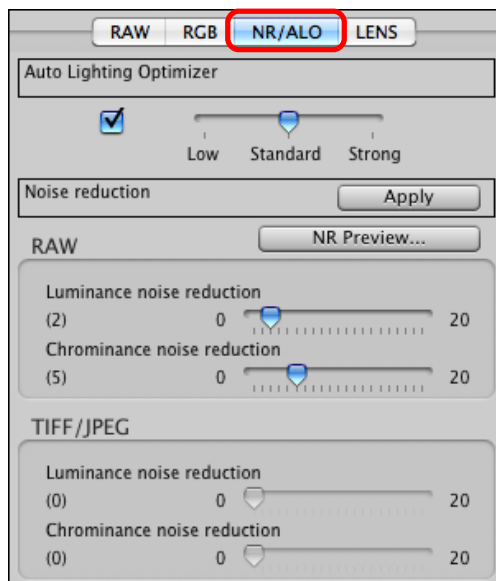 RAW RGB NR/ALO LENS
Auto Lighting Optimizer
Low Standard Strong
Noise reduction Apply
NR Preview...
RAW
Luminance noise reduction
(2) 0 20
Chrominance noise reduction
(5) 0 20
TIFF/JPEG
Luminance noise reduction
(0) 0 20
Chrominance noise reduction
(0) 0 20